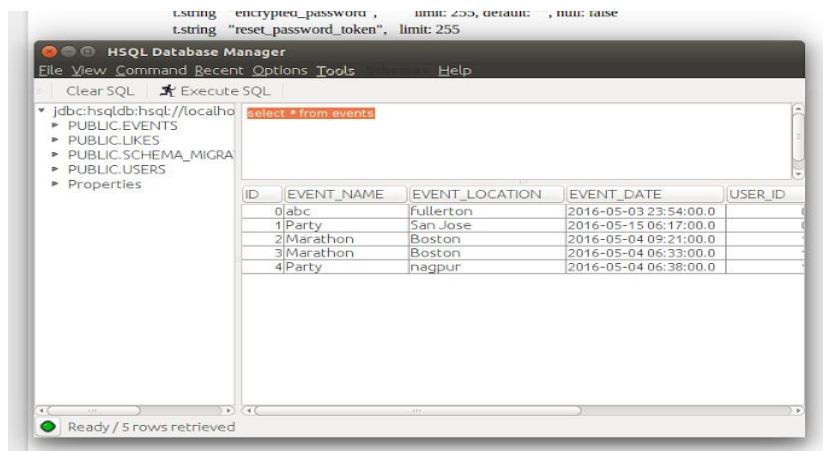 t.string "encrypted_password", limit: 255, default: "", null: false
t.string "reset_password_token", limit: 255
HSQL Database Manager
File View Command Recent Options Tools Help
Clear SQL Execute SQL
jdbc:hsqldb:hsql://localho
PUBLIC.EVENTS
PUBLIC.LIKES
PUBLIC.SCHEMA_MIGRA
PUBLIC.USERS
Properties
select * from events
ID EVENT_NAME EVENT_LOCATION EVENT_DATE USER_ID
0 abc Fullerton 2016-05-03 23:54:00.0
1 Party San Jose 2016-05-15 06:17:00.0
2 Marathon Boston 2016-05-04 09:21:00.0
3 Marathon Boston 2016-05-04 06:33:00.0
4 Party nagpur 2016-05-04 06:38:00.0
Ready / 5 rows retrieved